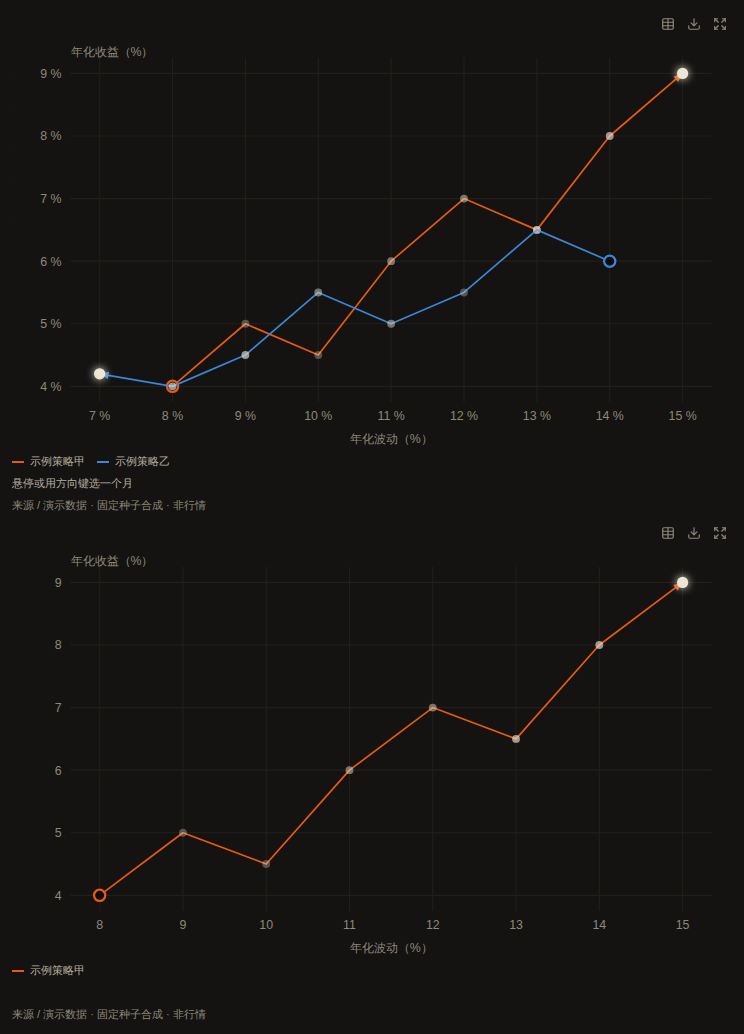 年化收益（%）
9 %
8 %
7 %
6 %
5 %
4 %
7 % 8 % 9 % 10 % 11 % 12 % 13 % 14 % 15 %
年化波动（%）
示例策略甲 示例策略乙
悬停或用方向键选一个月
来源 / 演示数据 · 固定种子合成 · 非行情
年化收益（%）
9
8
7
6
5
4
8 9 10 11 12 13 14 15
年化波动（%）
示例策略甲
来源 / 演示数据 · 固定种子合成 · 非行情